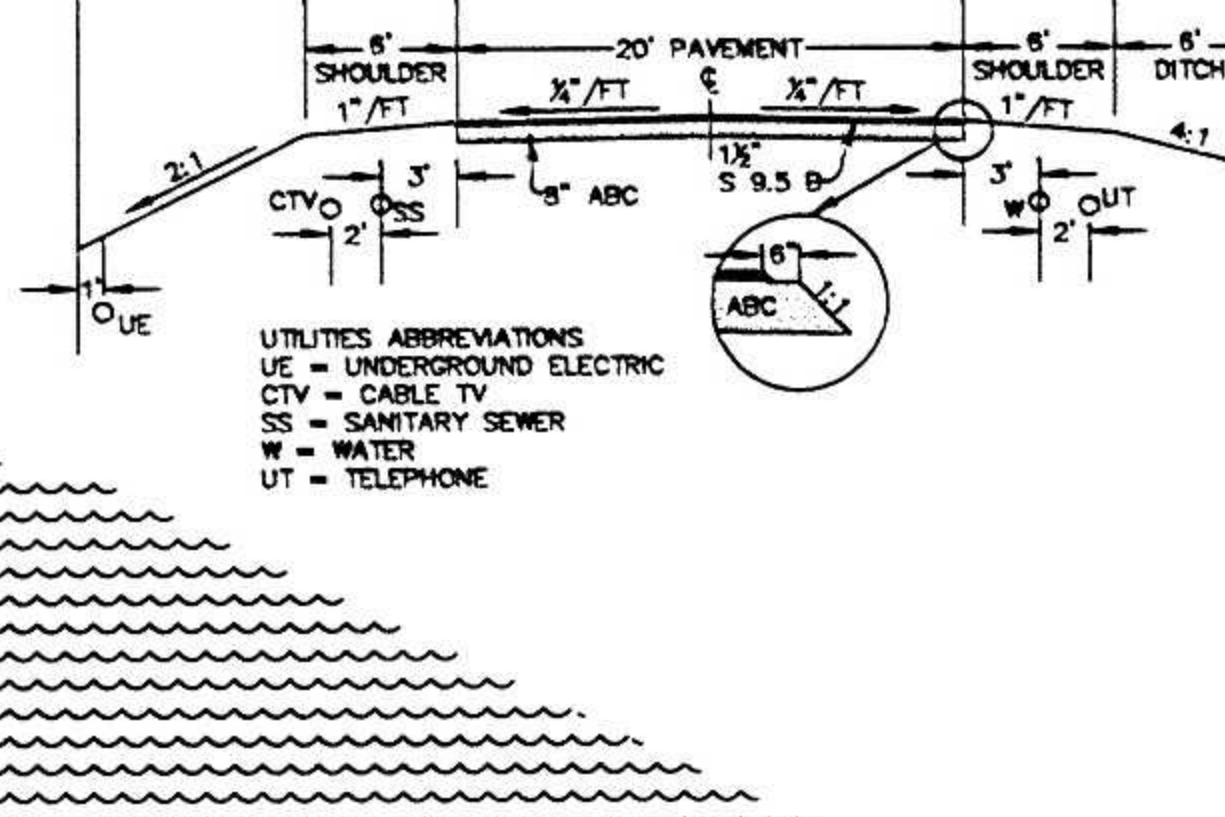 6' 20' PAVEMENT 6' 6'
SHOULDER ℄ SHOULDER DITCH
1"/FT ¼"/FT ¼"/FT 1"/FT
4:1
2:1
1½"
3' 8" ABC S 9.5 B 3'
CTV SS W UT
2' 2'
6"
1'
UE
1:1
ABC
UTILITIES ABBREVIATIONS
UE = UNDERGROUND ELECTRIC
CTV = CABLE TV
SS = SANITARY SEWER
W = WATER
UT = TELEPHONE